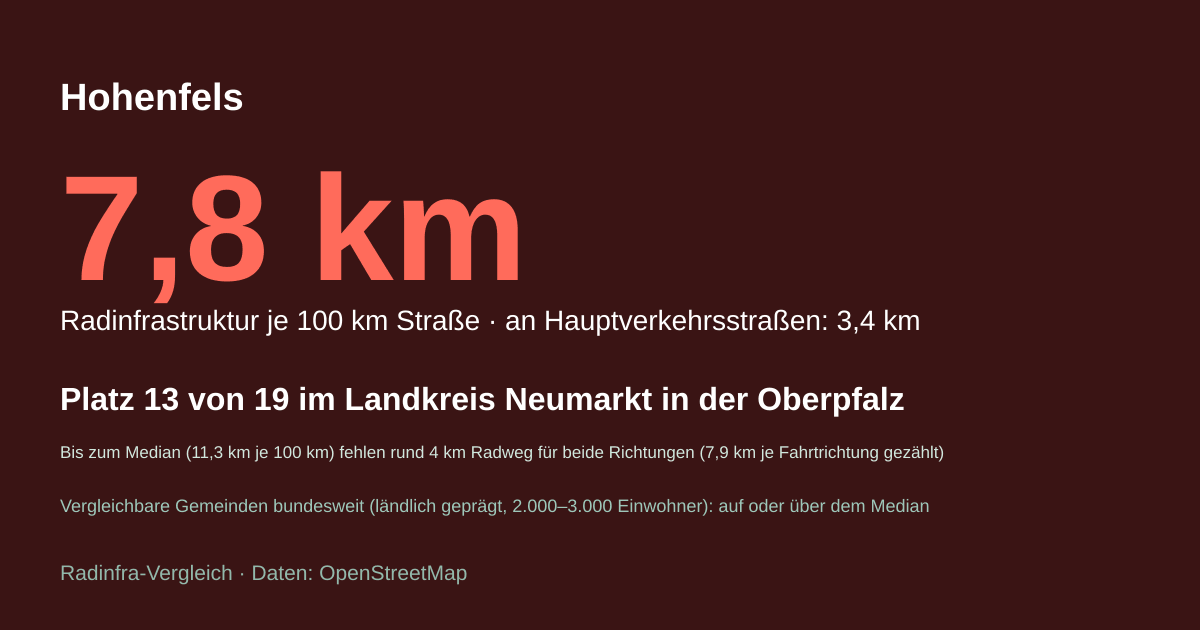 Hohenfels
7,8 km
Radinfrastruktur je 100 km Straße · an Hauptverkehrsstraßen: 3,4 km
Platz 13 von 19 im Landkreis Neumarkt in der Oberpfalz
Bis zum Median (11,3 km je 100 km) fehlen rund 4 km Radweg für beide Richtungen (7,9 km je Fahrtrichtung gezählt)
Vergleichbare Gemeinden bundesweit (ländlich geprägt, 2.000–3.000 Einwohner): auf oder über dem Median
Radinfra-Vergleich · Daten: OpenStreetMap